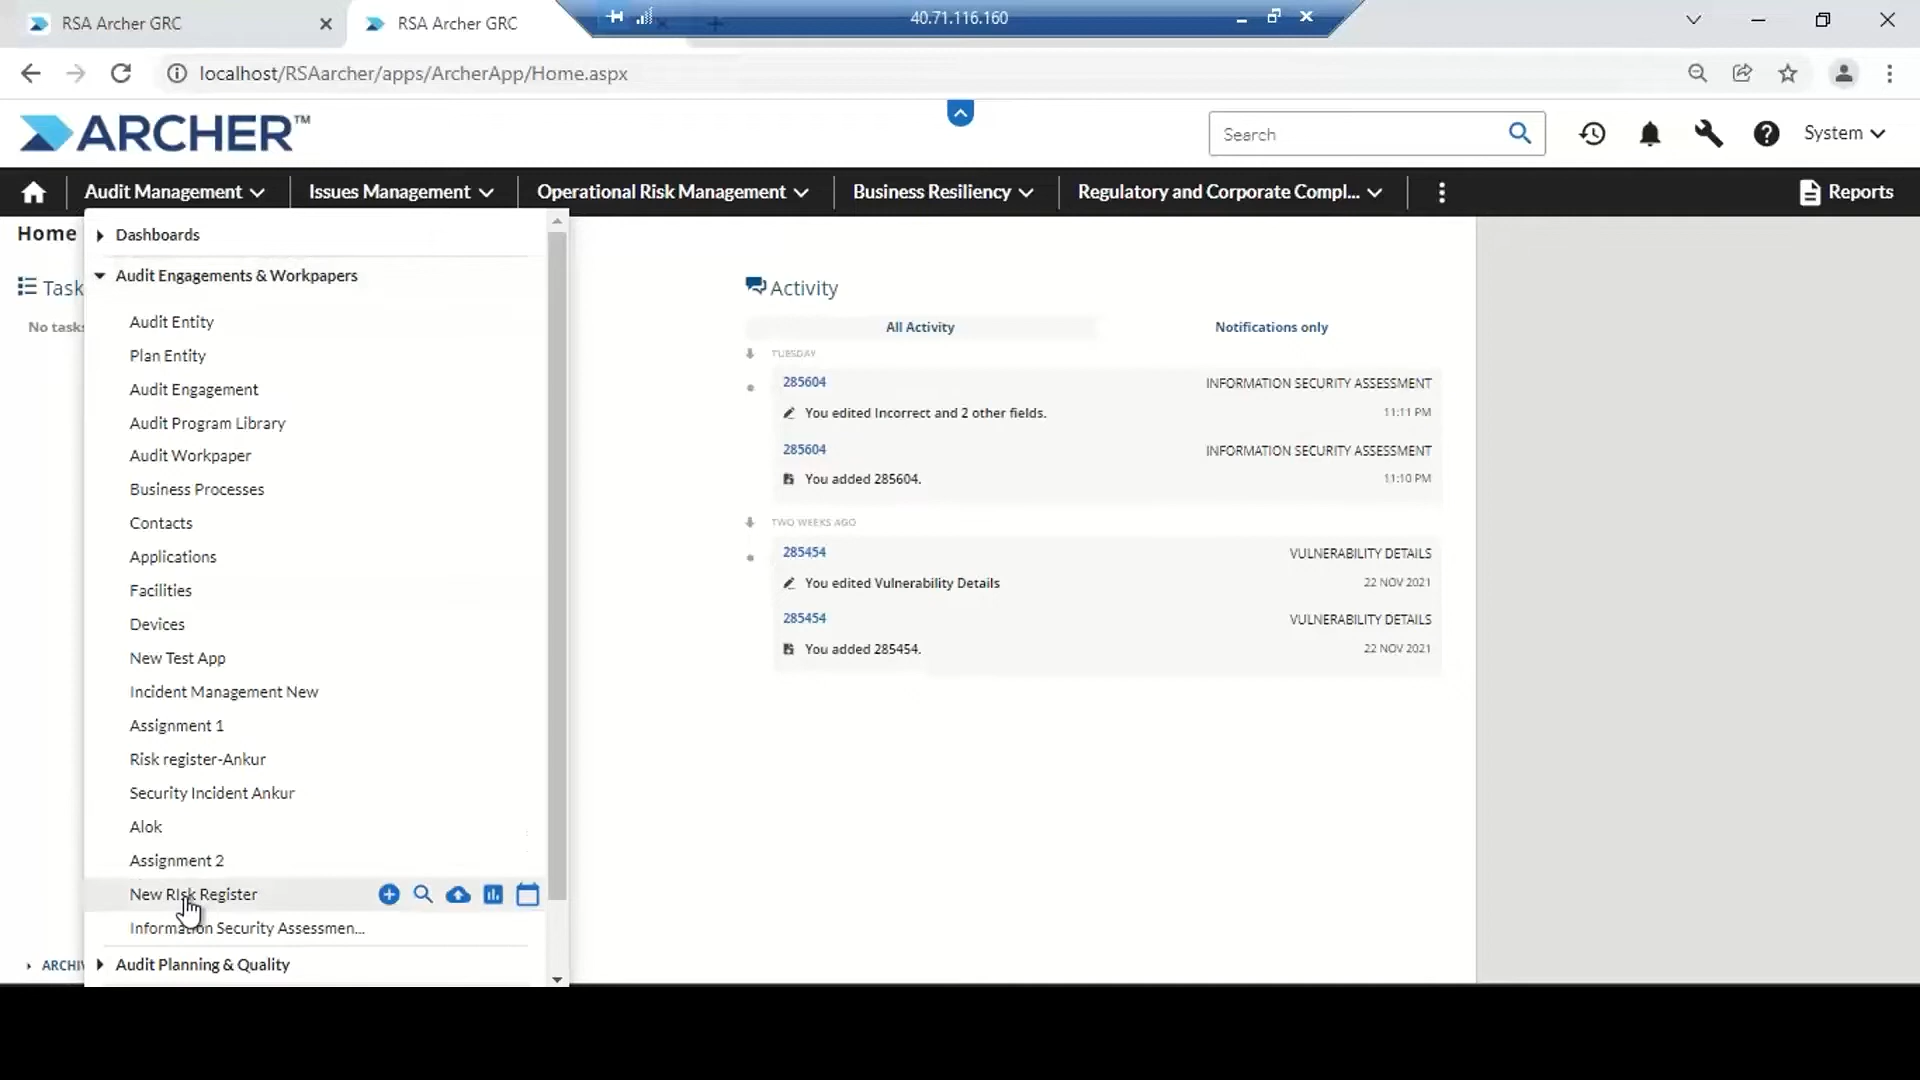 RSA Archer GRC
RSA Archer GRC
40.71.116.160
localhost/RSAarcher/apps/ArcherApp/Home.aspx
ARCHER™
Search
System
Audit Management
Issues Management
Operational Risk Management
Business Resiliency
Regulatory and Corporate Compl...
Reports
Home
Dashboards
Audit Engagements & Workpapers
Task
No tasks
Audit Entity
Plan Entity
Audit Engagement
Audit Program Library
Audit Workpaper
Business Processes
Contacts
Applications
Facilities
Devices
New Test App
Incident Management New
Assignment 1
Risk register-Ankur
Security Incident Ankur
Alok
Assignment 2
New RIsk Register
Information Security Assessmen...
ARCHIV
Audit Planning & Quality
Activity
All Activity
Notifications only
TUESDAY
285604
INFORMATION SECURITY ASSESSMENT
You edited Incorrect and 2 other fields.
11:11 PM
285604
INFORMATION SECURITY ASSESSMENT
You added 285604.
11:10 PM
TWO WEEKS AGO
285454
VULNERABILITY DETAILS
You edited Vulnerability Details
22 NOV 2021
285454
VULNERABILITY DETAILS
You added 285454.
22 NOV 2021